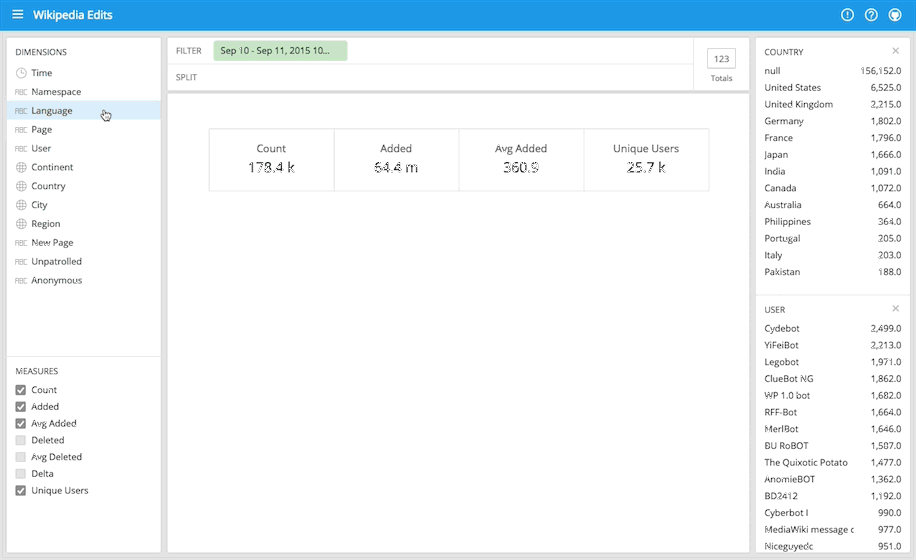 Wikipedia Edits
DIMENSIONS
Time
ABC Namespace
ABC Language
ABC Page
ABC User
Continent
Country
City
Region
ABC New Page
ABC Unpatrolled
ABC Anonymous
MEASURES
Count
Added
Avg Added
Deleted
Avg Deleted
Delta
Unique Users
FILTER Sep 10 - Sep 11, 2015 10...
SPLIT
123
Totals
Count Added Avg Added Unique Users
178.4 k 64.4 m 360.9 25.7 k
COUNTRY
null 156,152.0
United States 6,525.0
United Kingdom 2,215.0
Germany 1,802.0
France 1,796.0
Japan 1,666.0
India 1,091.0
Canada 1,072.0
Australia 664.0
Philippines 364.0
Portugal 205.0
Italy 203.0
Pakistan 188.0
USER
Cydebot 2,499.0
YiFeiBot 2,213.0
Legobot 1,971.0
ClueBot NG 1,862.0
WP 1.0 bot 1,682.0
RFF-Bot 1,664.0
MerlBot 1,646.0
BU RoBOT 1,587.0
The Quixotic Potato 1,477.0
AnomieBOT 1,362.0
BD2412 1,192.0
Cyberbot I 990.0
MediaWiki message c 977.0
Niceguyedc 951.0